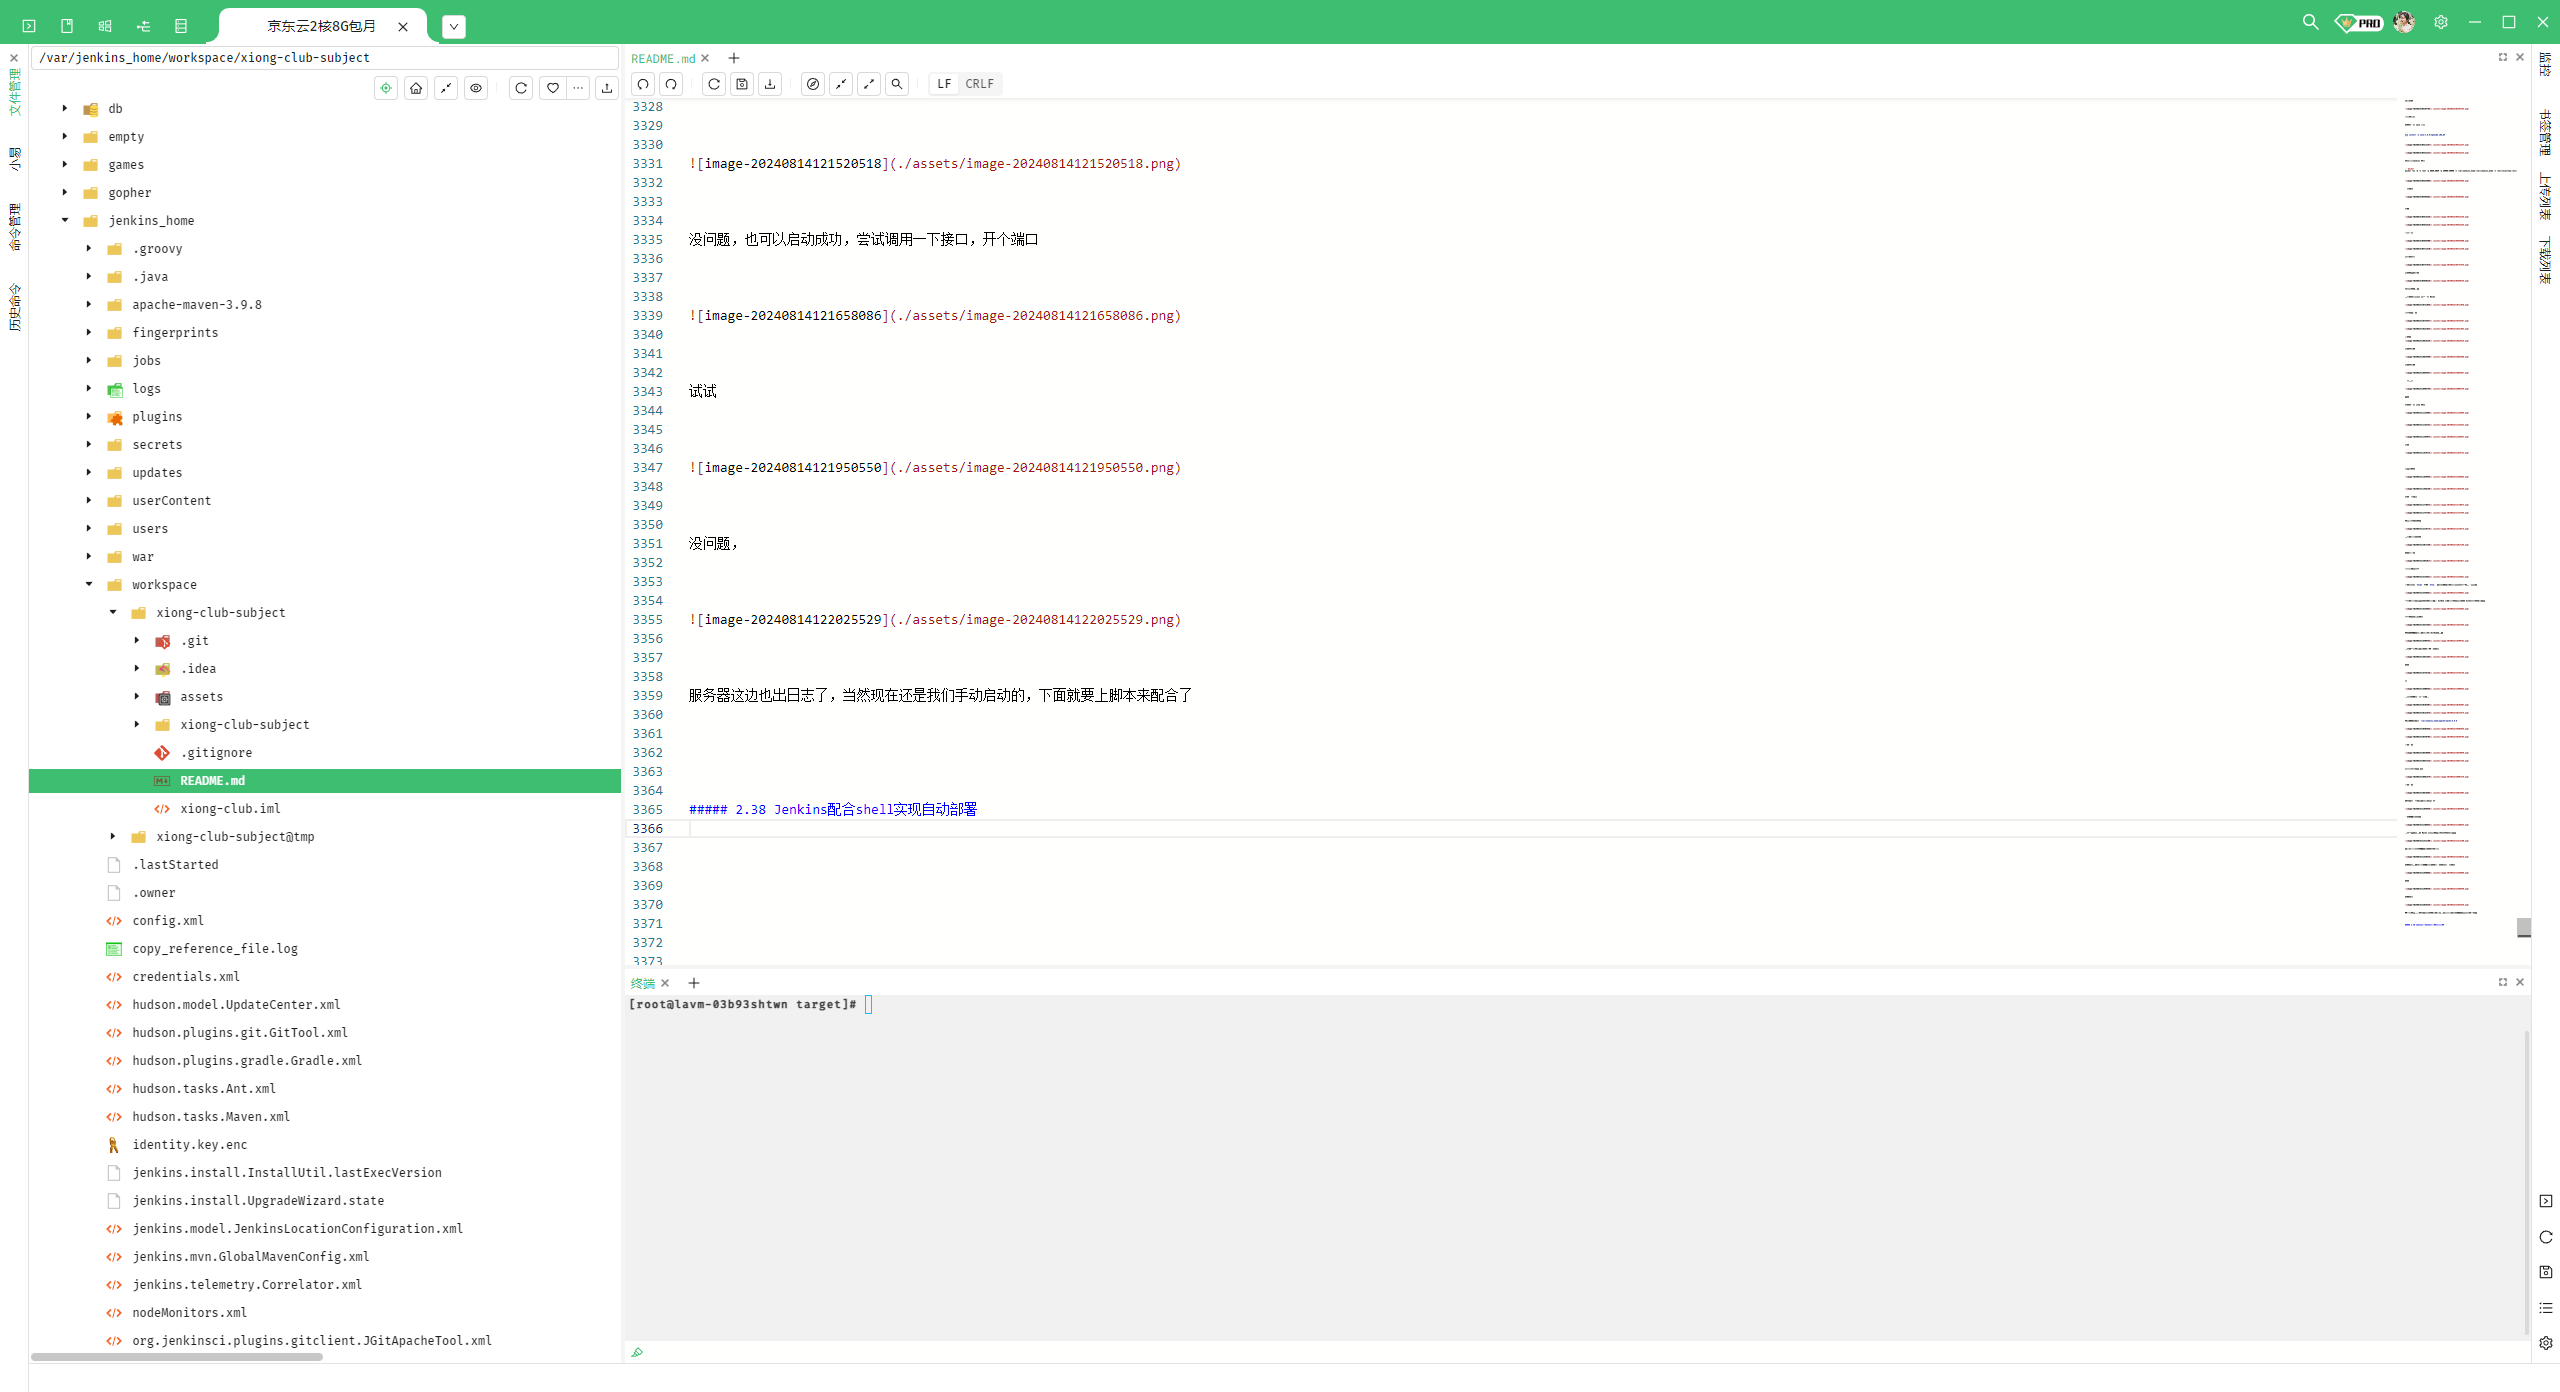 京东云2核8G包月
PRO
/var/jenkins_home/workspace/xiong-club-subject
文件管理
小易
命令管理
历史命令
db
empty
games
gopher
jenkins_home
.groovy
.java
apache-maven-3.9.8
fingerprints
jobs
logs
plugins
secrets
updates
userContent
users
war
workspace
xiong-club-subject
.git
.idea
assets
xiong-club-subject
.gitignore
README.md
xiong-club.iml
xiong-club-subject@tmp
.lastStarted
.owner
config.xml
copy_reference_file.log
credentials.xml
hudson.model.UpdateCenter.xml
hudson.plugins.git.GitTool.xml
hudson.plugins.gradle.Gradle.xml
hudson.tasks.Ant.xml
hudson.tasks.Maven.xml
identity.key.enc
jenkins.install.InstallUtil.lastExecVersion
jenkins.install.UpgradeWizard.state
jenkins.model.JenkinsLocationConfiguration.xml
jenkins.mvn.GlobalMavenConfig.xml
jenkins.telemetry.Correlator.xml
nodeMonitors.xml
org.jenkinsci.plugins.gitclient.JGitApacheTool.xml
README.md
LF CRLF
3328
3329
3330
3331 ![image-20240814121520518](./assets/image-20240814121520518.png)
3332
3333
3334
3335 没问题，也可以启动成功，尝试调用一下接口，开个端口
3336
3337
3338
3339 ![image-20240814121658086](./assets/image-20240814121658086.png)
3340
3341
3342
3343 试试
3344
3345
3346
3347 ![image-20240814121950550](./assets/image-20240814121950550.png)
3348
3349
3350
3351 没问题，
3352
3353
3354
3355 ![image-20240814122025529](./assets/image-20240814122025529.png)
3356
3357
3358
3359 服务器这边也出日志了，当然现在还是我们手动启动的，下面就要上脚本来配合了
3360
3361
3362
3363
3364
3365 ##### 2.38 Jenkins配合shell实现自动部署
3366
3367
3368
3369
3370
3371
3372
3373
终端
[root@lavm-03b93shtwn target]#
监控
书签管理
上传列表
下载列表